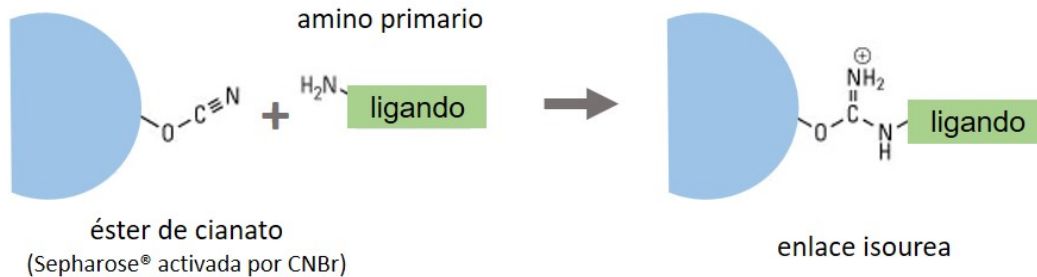 amino primario
H₂N
ligando
O
C
N
+
éster de cianato
(Sepharose® activada por CNBr)
⊕
NH₂
O
C
N
H
ligando
enlace isourea